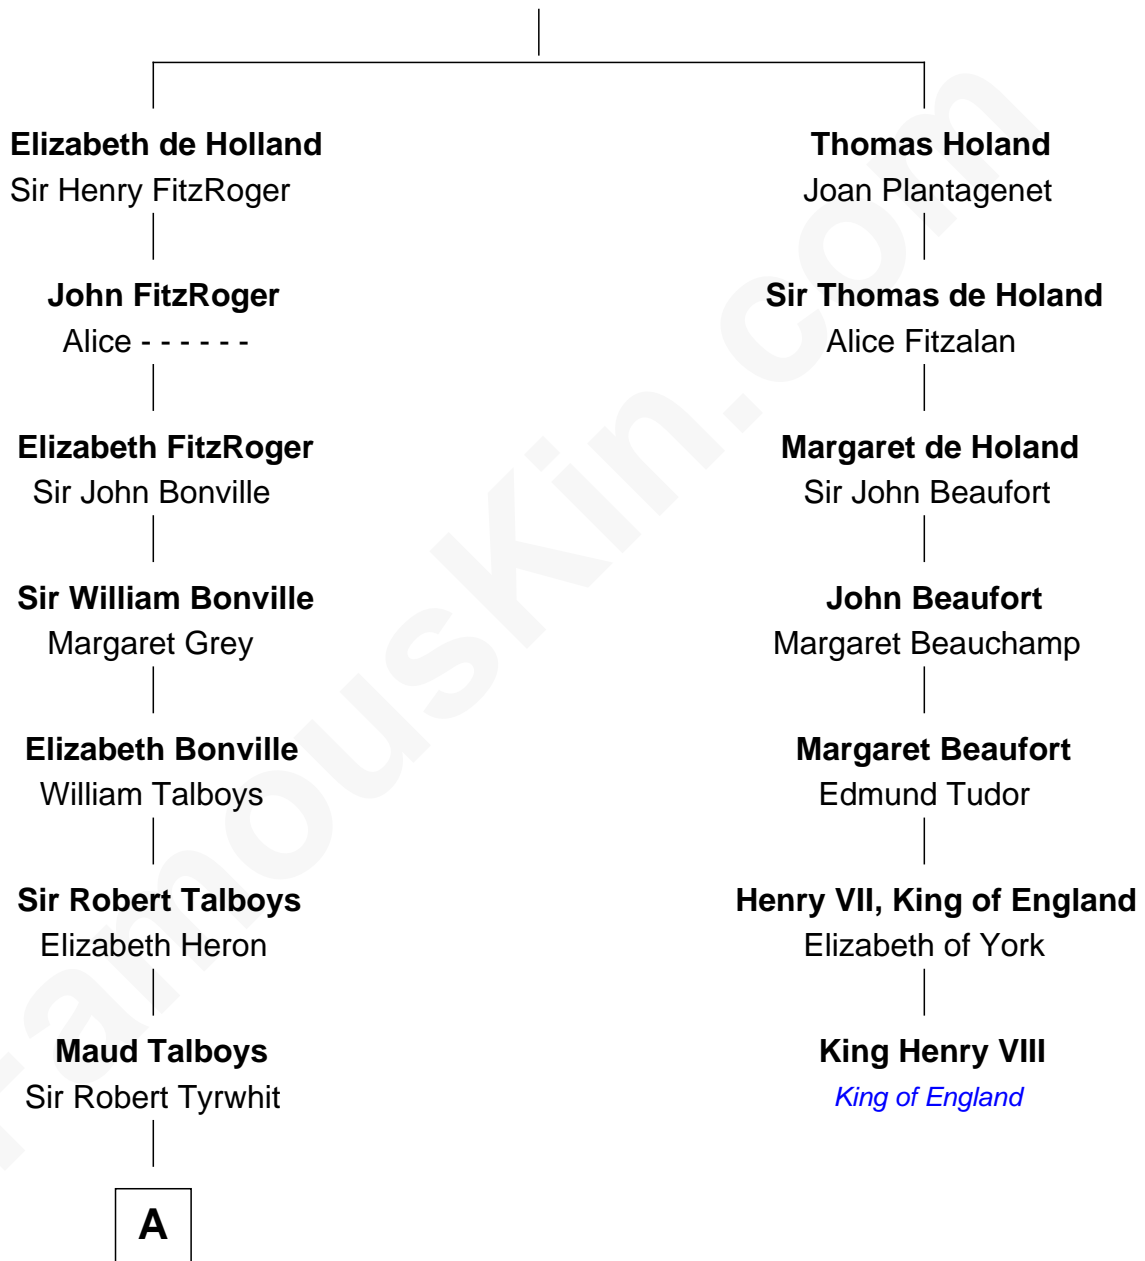 Elizabeth de Holland
Sir Henry FitzRoger
John FitzRoger
Alice - - - - - -
Elizabeth FitzRoger
Sir John Bonville
Sir William Bonville
Margaret Grey
Elizabeth Bonville
William Talboys
Sir Robert Talboys
Elizabeth Heron
Maud Talboys
Sir Robert Tyrwhit
A
Thomas Holand
Joan Plantagenet
Sir Thomas de Holand
Alice Fitzalan
Margaret de Holand
Sir John Beaufort
John Beaufort
Margaret Beauchamp
Margaret Beaufort
Edmund Tudor
Henry VII, King of England
Elizabeth of York
King Henry VIII
King of England
FamousKin.com